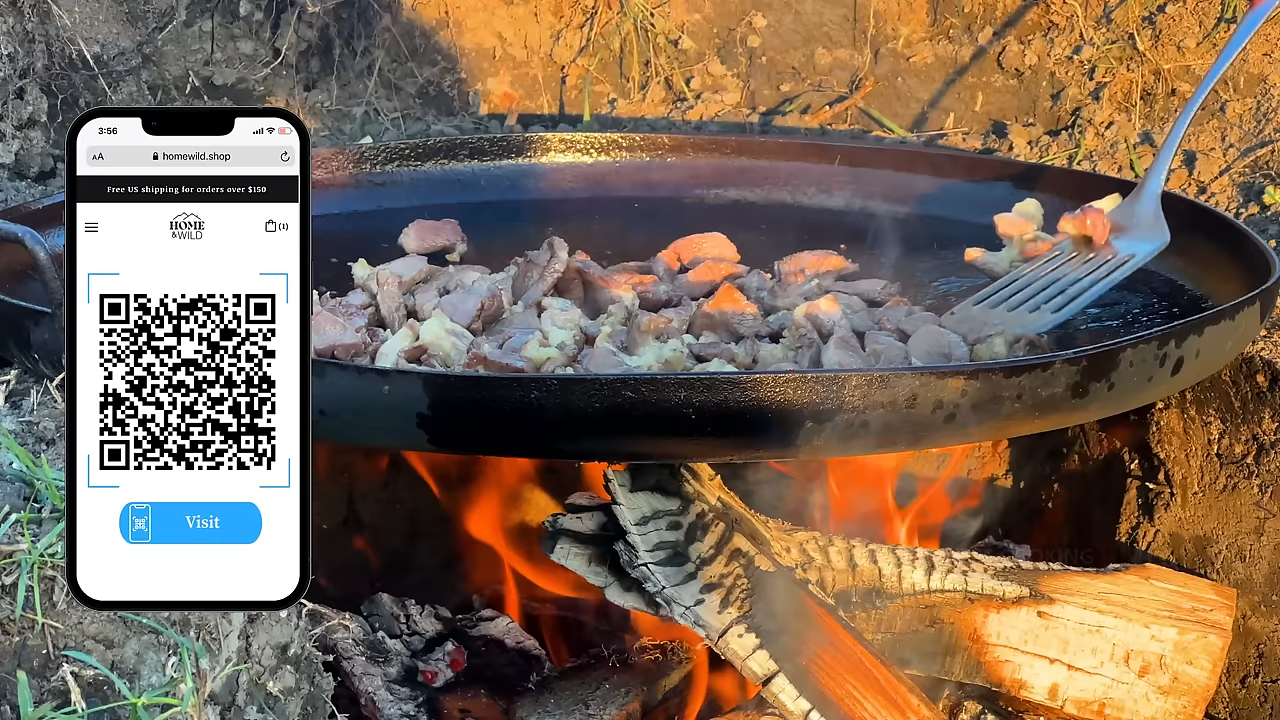 3:56
AA homewild.shop
Free US shipping for orders over $150
HOME
&WILD
(1)
Visit